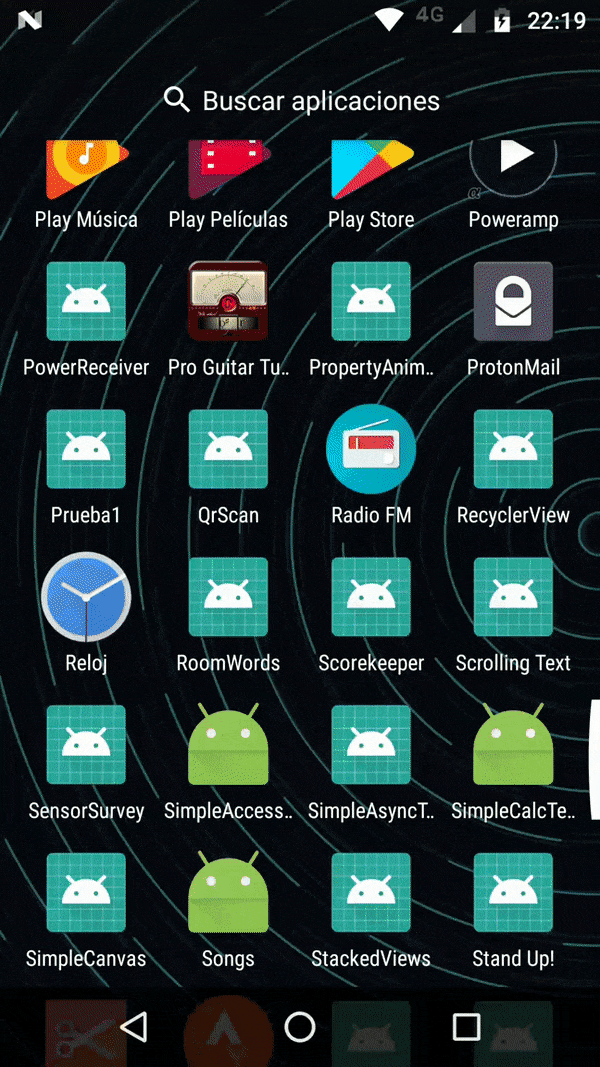 4G 22:19
Buscar aplicaciones
Play Música Play Películas Play Store Poweramp
PowerReceiver Pro Guitar Tu.. PropertyAnim.. ProtonMail
Prueba1 QrScan Radio FM RecyclerView
Reloj RoomWords Scorekeeper Scrolling Text
SensorSurvey SimpleAccess.. SimpleAsyncT.. SimpleCalcTe..
SimpleCanvas Songs StackedViews Stand Up!